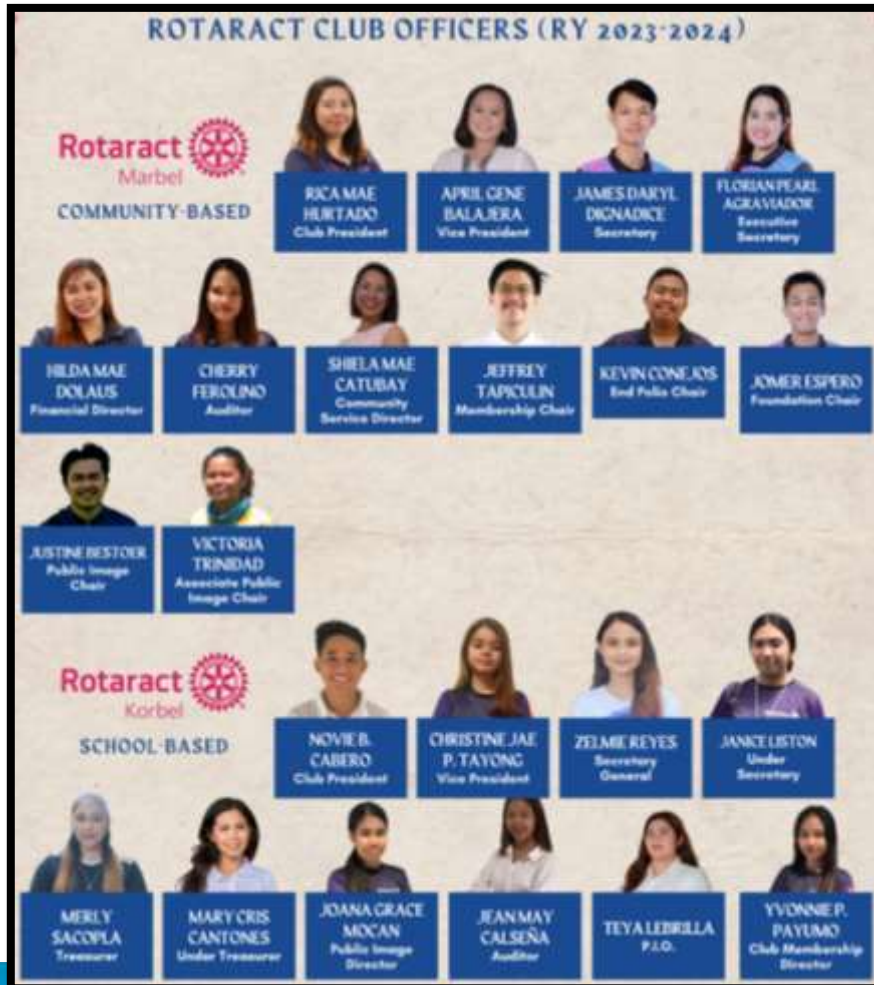 ROTARACT CLUB OFFICERS (RY 2023-2024)
Rotaract
Marbel
COMMUNITY-BASED
RICA MAE
HURTADO
Club President
APRIL GENE
BALAJERA
Vice President
JAMES DARYL
DIGNADICE
Secretary
FLORIAN PEARL
AGRAVIADOR
Executive
Secretary
HILDA MAE
DOLAUS
Financial Director
CHERRY
FEROLINO
Auditor
SHIELA MAE
CATUBAY
Community
Service Director
JEFFREY
TAPICULIN
Membership Chair
KEVIN CONEJOS
End Polio Chair
JOMER ESPERO
Foundation Chair
JUSTINE BESTOER
Public Image
Chair
VICTORIA
TRINIDAD
Associate Public
Image Chair
Rotaract
Korbel
SCHOOL-BASED
NOVIE B.
CABERO
Club President
CHRISTINE JAE
P. TAYONG
Vice President
ZELMIE REYES
Secretary
General
JANICE LISTON
Under
Secretary
MERLY
SACOPLA
Treasurer
MARY CRIS
CANTONES
Under Treasurer
JOANA GRACE
MOCAN
Public Image
Director
JEAN MAY
CALSEÑA
Auditor
TEYA LEBRILLA
P.I.O.
YVONNIE P.
PAYUMO
Club Membership
Director